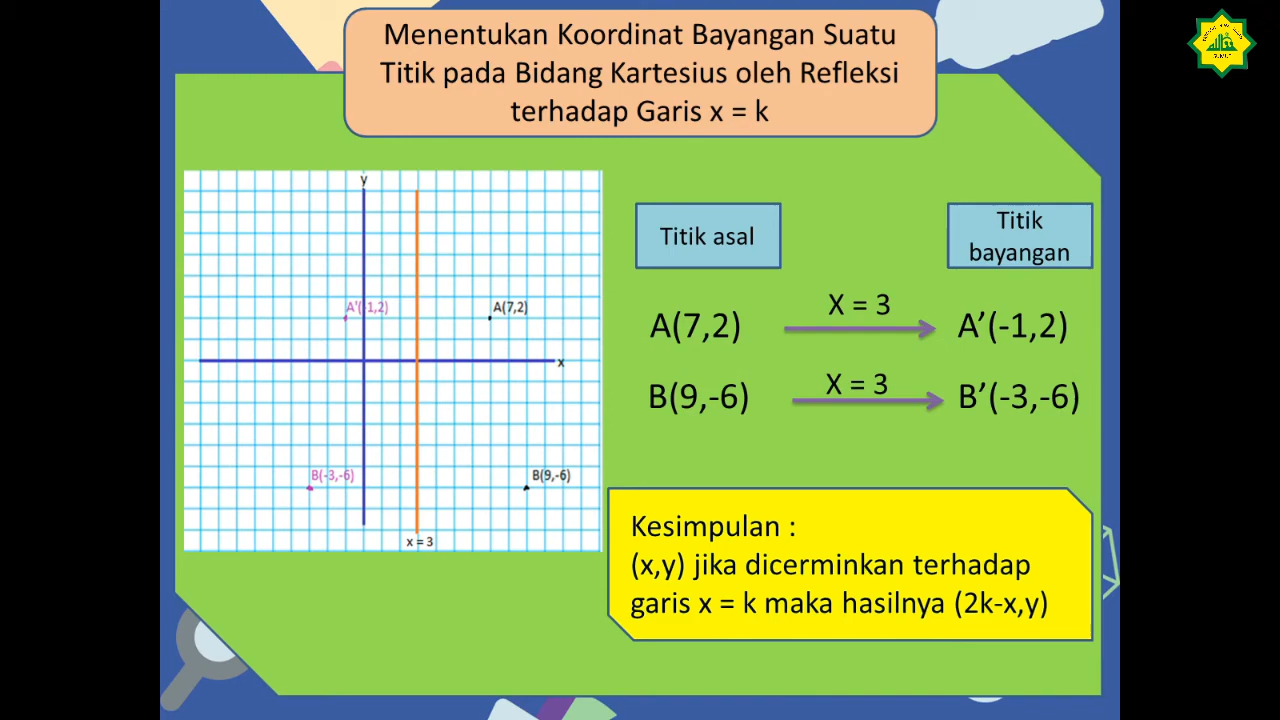 Menentukan Koordinat Bayangan Suatu
Titik pada Bidang Kartesius oleh Refleksi
terhadap Garis x = k
y
A'(-1,2)
A(7,2)
x
B(-3,-6)
B(9,-6)
x = 3
Titik asal
Titik
bayangan
A(7,2)
X = 3
A’(-1,2)
B(9,-6)
X = 3
B’(-3,-6)
Kesimpulan :
(x,y) jika dicerminkan terhadap
garis x = k maka hasilnya (2k-x,y)